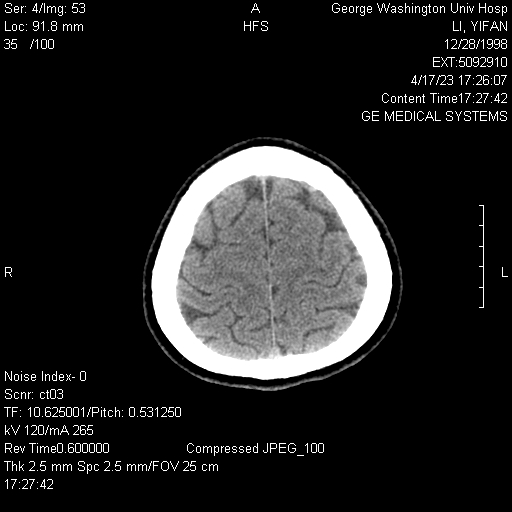 Ser: 4/Img: 53
Loc: 91.8 mm
35 /100
A
HFS
George Washington Univ Hosp
LI, YIFAN
12/28/1998
EXT:5092910
4/17/23 17:26:07
Content Time17:27:42
GE MEDICAL SYSTEMS
R
L
Noise Index- 0
Scnr: ct03
TF: 10.625001/Pitch: 0.531250
kV 120/mA 265
Rev Time0.600000 Compressed JPEG_100
Thk 2.5 mm Spc 2.5 mm/FOV 25 cm
17:27:42